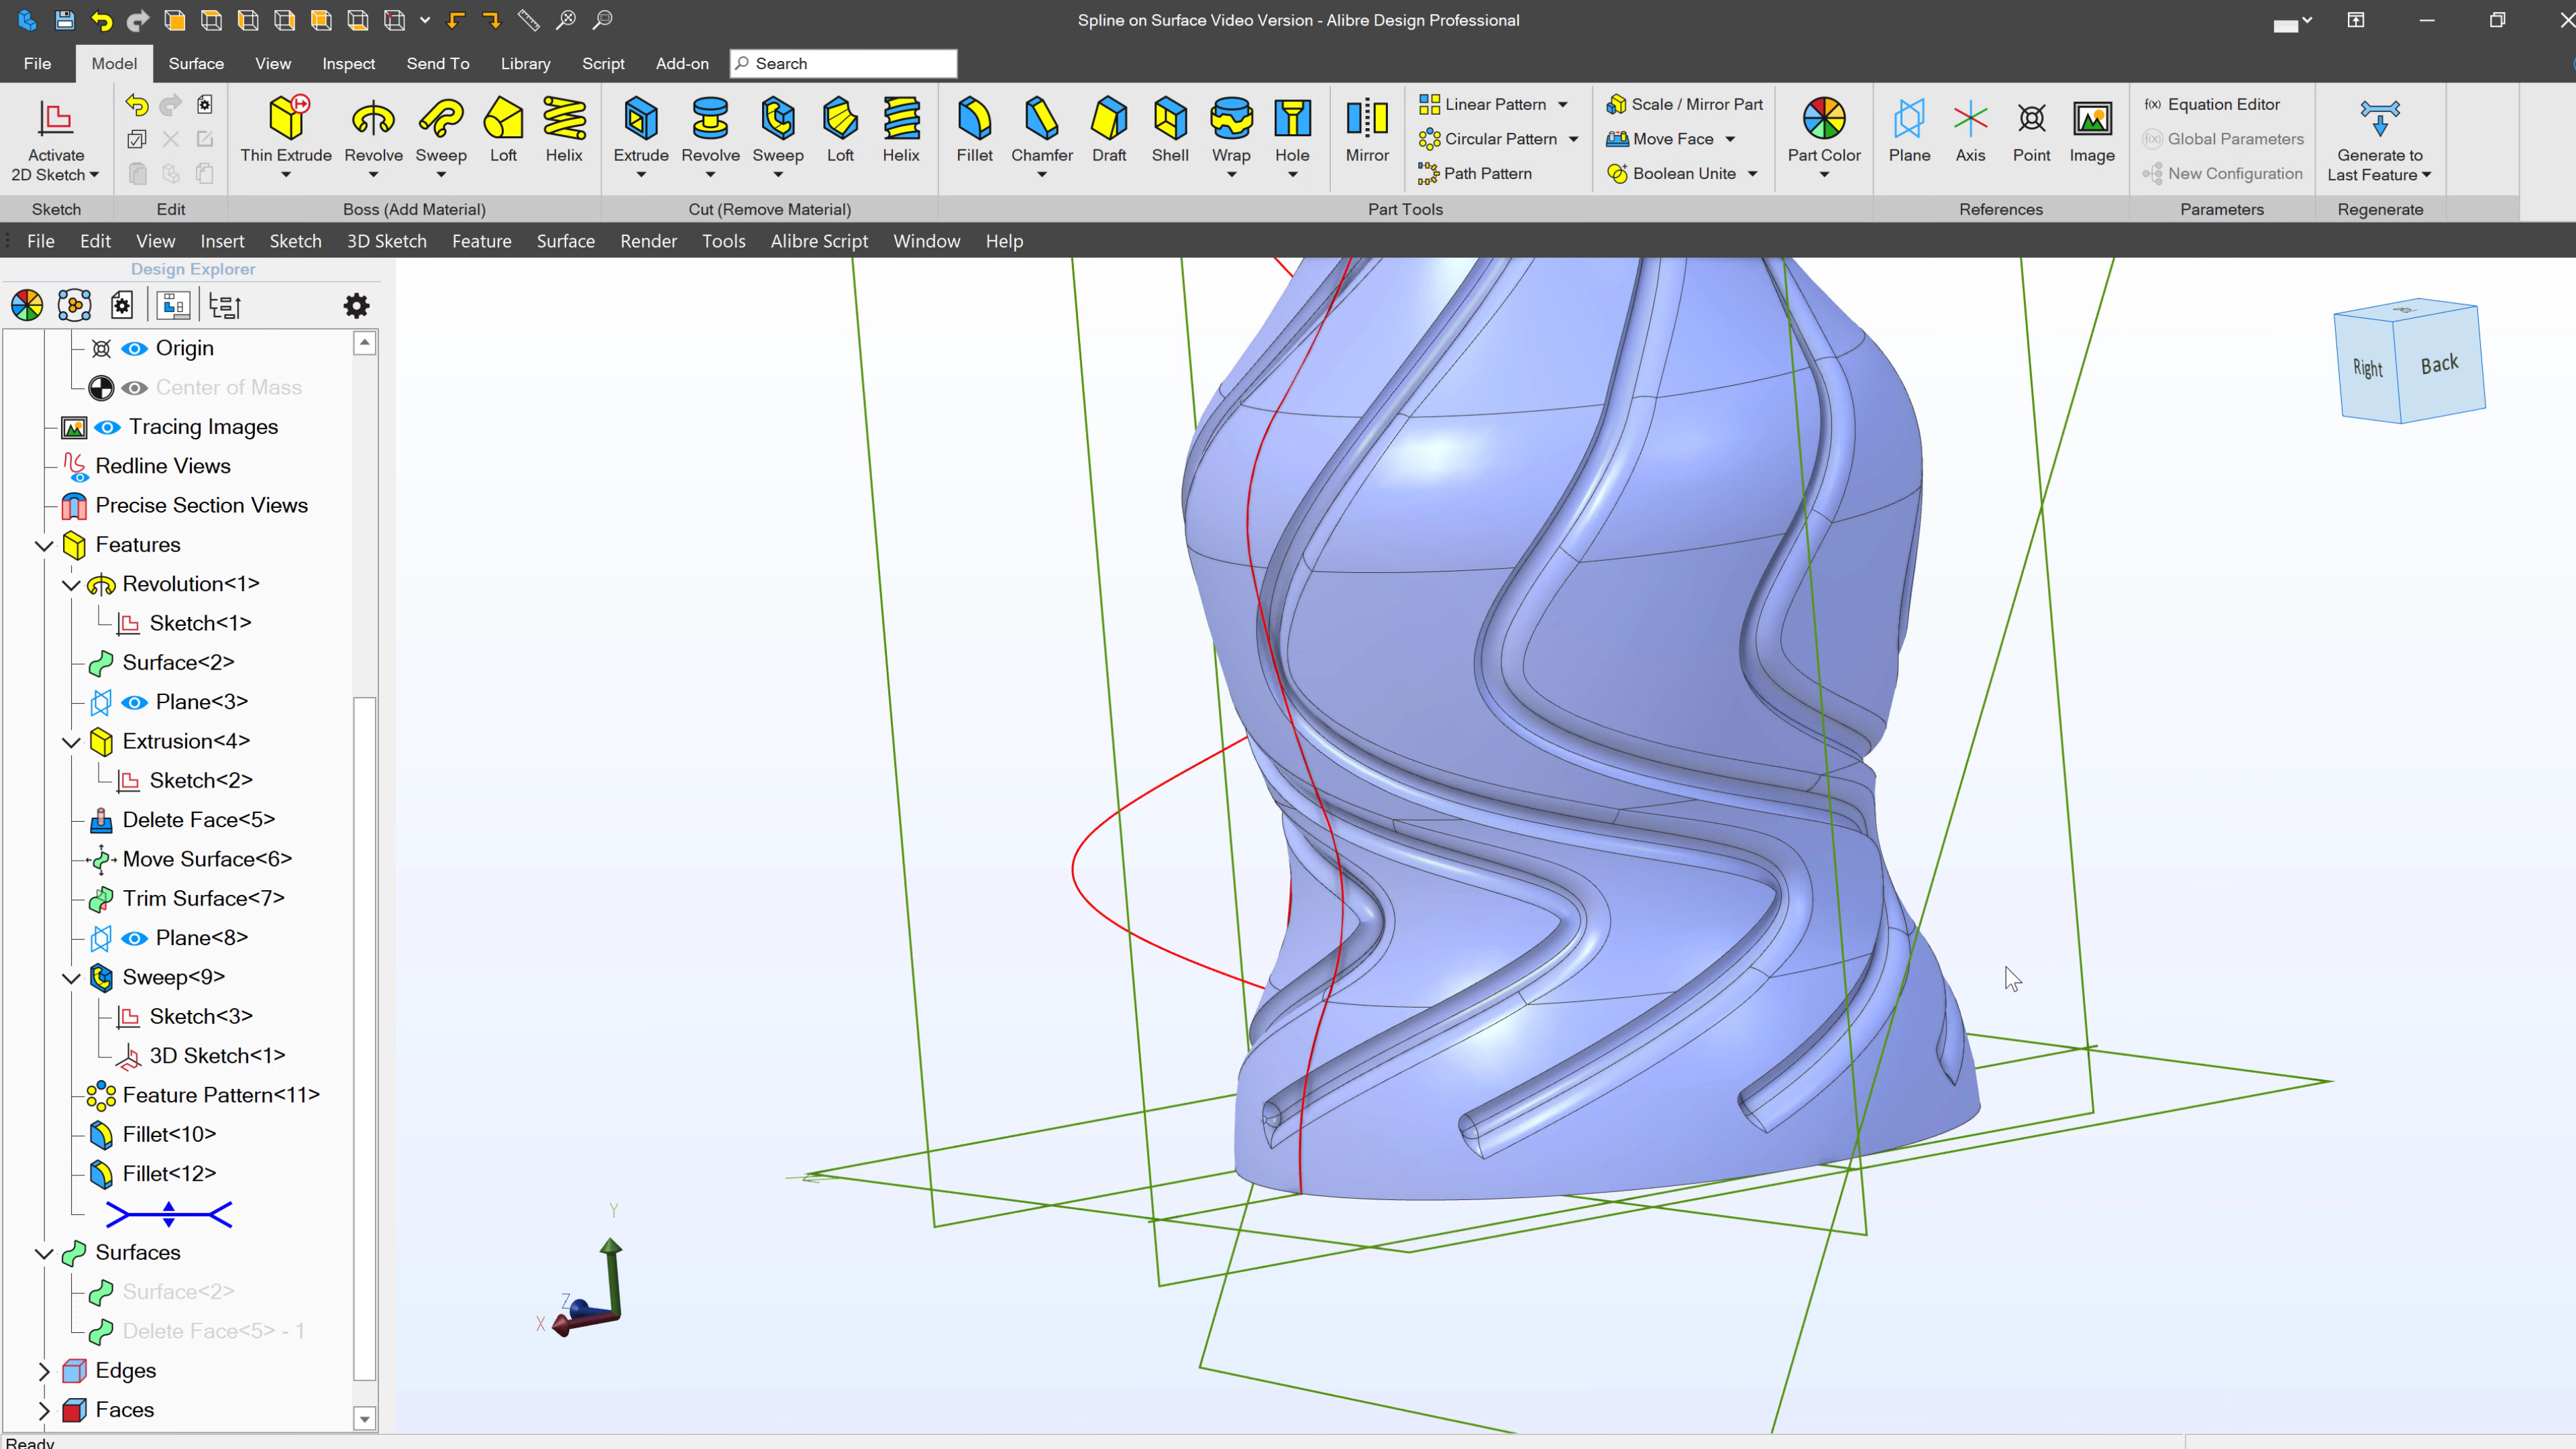 Spline on Surface Video Version - Alibre Design Professional
File Model Surface View Inspect Send To Library Script Add-on Search
Activate
2D Sketch
Thin Extrude Revolve Sweep Loft Helix
Extrude Revolve Sweep Loft Helix
Fillet Chamfer Draft Shell Wrap Hole
Mirror
Linear Pattern
Circular Pattern
Path Pattern
Scale / Mirror Part
Move Face
Boolean Unite
Part Color
Plane Axis Point Image
f(x) Equation Editor
f(x) Global Parameters
New Configuration
Generate to
Last Feature
Sketch Edit Boss (Add Material) Cut (Remove Material) Part Tools References Parameters Regenerate
File Edit View Insert Sketch 3D Sketch Feature Surface Render Tools Alibre Script Window Help
Design Explorer
Origin
Center of Mass
Tracing Images
Redline Views
Precise Section Views
Features
Revolution<1>
Sketch<1>
Surface<2>
Plane<3>
Extrusion<4>
Sketch<2>
Delete Face<5>
Move Surface<6>
Trim Surface<7>
Plane<8>
Sweep<9>
Sketch<3>
3D Sketch<1>
Feature Pattern<11>
Fillet<10>
Fillet<12>
Surfaces
Surface<2>
Delete Face<5> - 1
Edges
Faces
Ready
Right Back
Y
Z
X